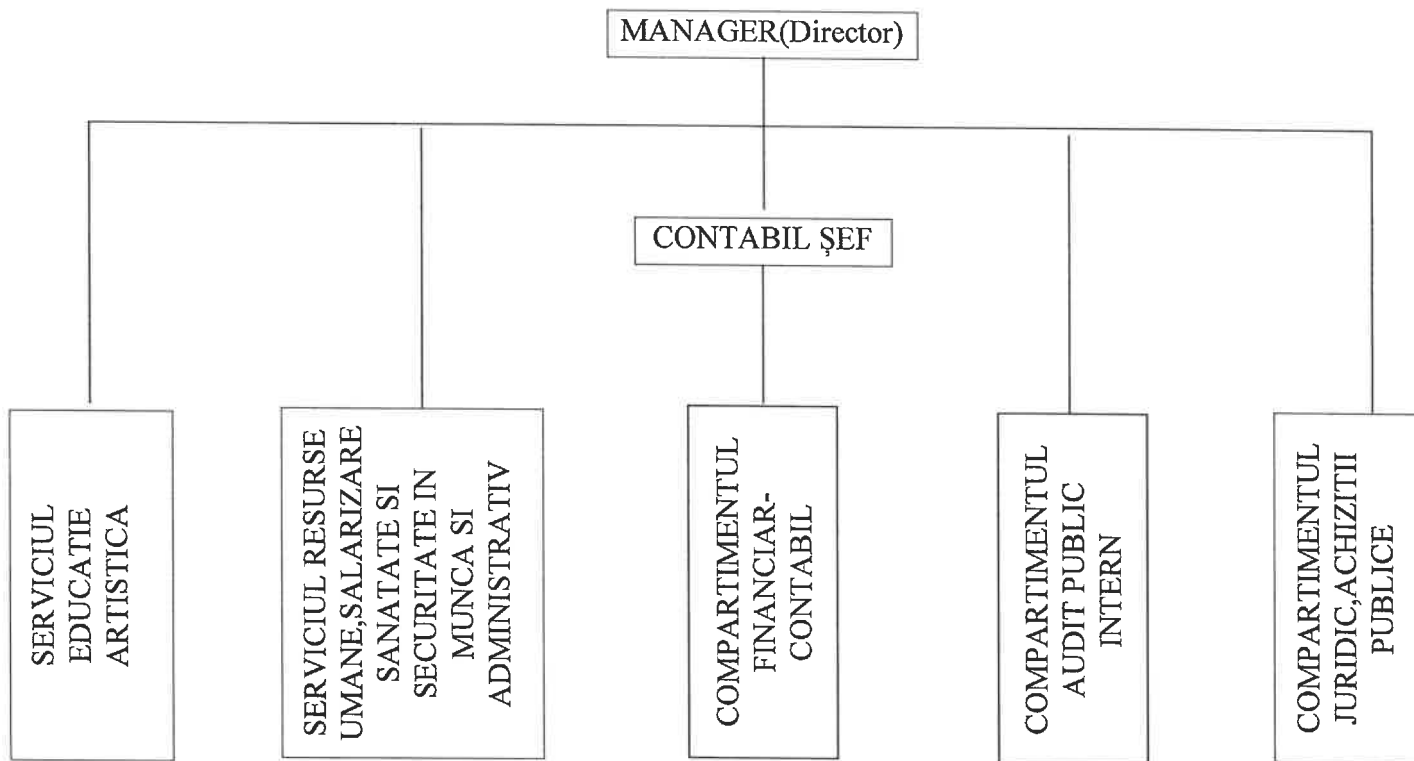 MANAGER(Director)
CONTABIL ŞEF
SERVICIUL
EDUCATIE
ARTISTICA
SERVICIUL RESURSE
UMANE,SALARIZARE
SANATATE SI
SECURITATE IN
MUNCA SI
ADMINISTRATIV
COMPARTIMENTUL
FINANCIAR-
CONTABIL
COMPARTIMENTUL
AUDIT PUBLIC
INTERN
COMPARTIMENTUL
JURIDIC,ACHIZITII
PUBLICE